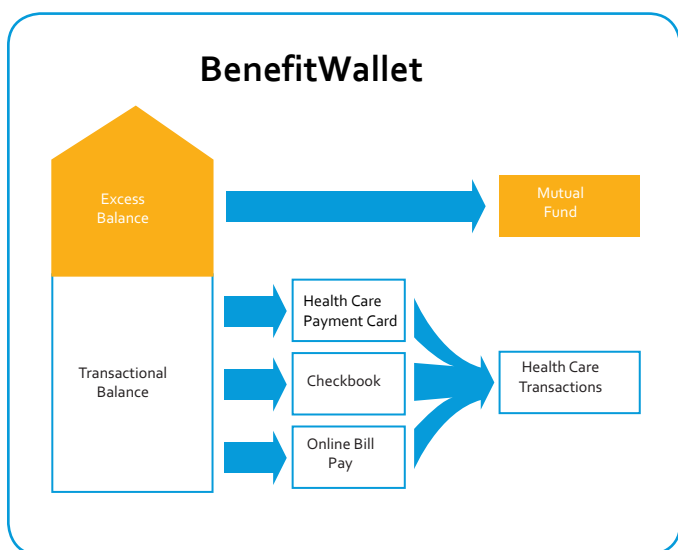 BenefitWallet
Excess
Balance
Mutual
Fund
Transactional
Balance
Health Care
Payment Card
Checkbook
Online Bill
Pay
Health Care
Transactions